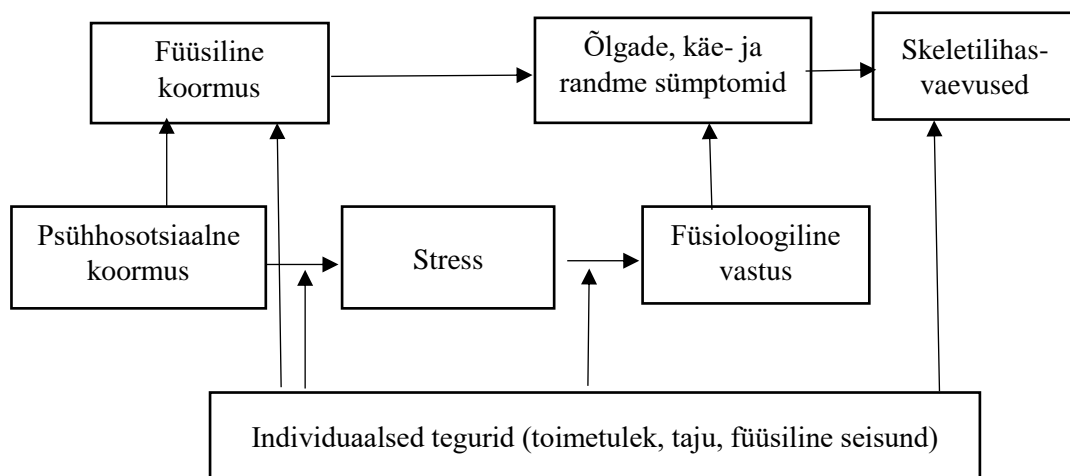 Füüsiline
koormus
Õlgade, käe- ja
randme sümptomid
Skeletilihas-
vaevused
Psühhosotsiaalne
koormus
Stress
Füsioloogiline
vastus
Individuaalsed tegurid (toimetulek, taju, füüsiline seisund)